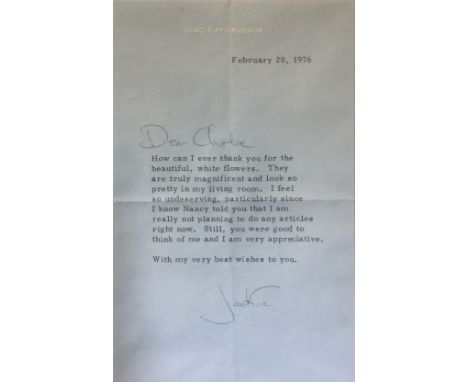 1040 FIFTH AVENUE
February 20, 1976
Dear
How can I ever thank you for the
beautiful, white flowers. They
are truly magnificent and look so
pretty in my living room. I feel
so undeserving, particularly since
I know Nancy told you that I am
really not planning to do any articles
right now. Still, you were good to
think of me and I am very appreciative.
With my very best wishes to you.
Jackie